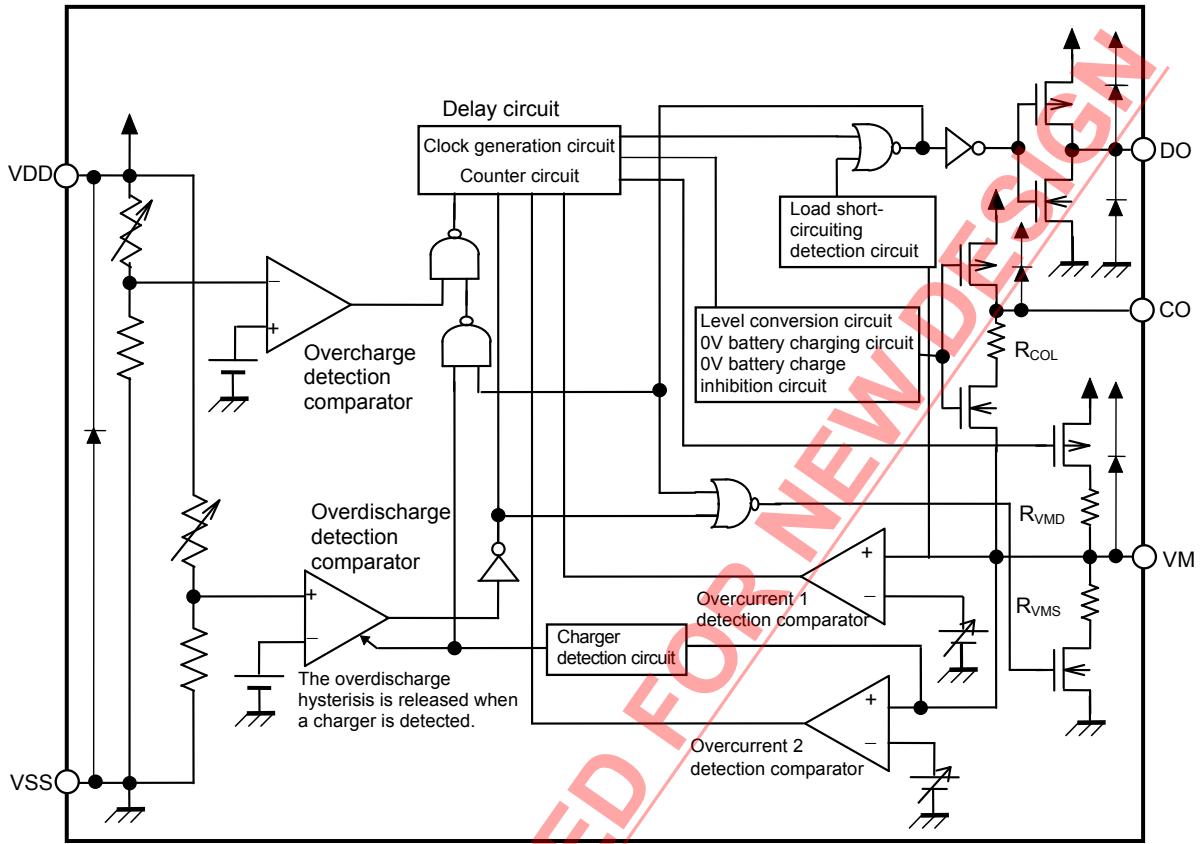 Delay circuit
Clock generation circuit
Counter circuit
VDD
DO
Load short-
circuiting
detection circuit
CO
Level conversion circuit
0V battery charging circuit
0V battery charge
inhibition circuit
RCOL
Overcharge
detection
comparator
Overdischarge
detection
comparator
RVMD
VM
Overcurrent 1
detection comparator
RVMS
Charger
detection circuit
The overdischarge
hysterisis is released when
a charger is detected.
Overcurrent 2
detection comparator
VSS
ED FOR NEW DESIGN